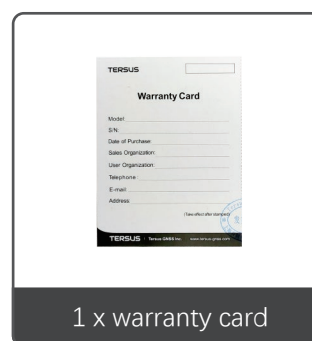 TERSUS
Warranty Card
Model:
S/N:
Date of Purchase:
Sales Organization:
User Organization:
Telephone :
E-mail:
Address:
(Take effect after stamped)
TERSUS Tersus GNSS Inc. www.tersus-gnss.com
1 x warranty card